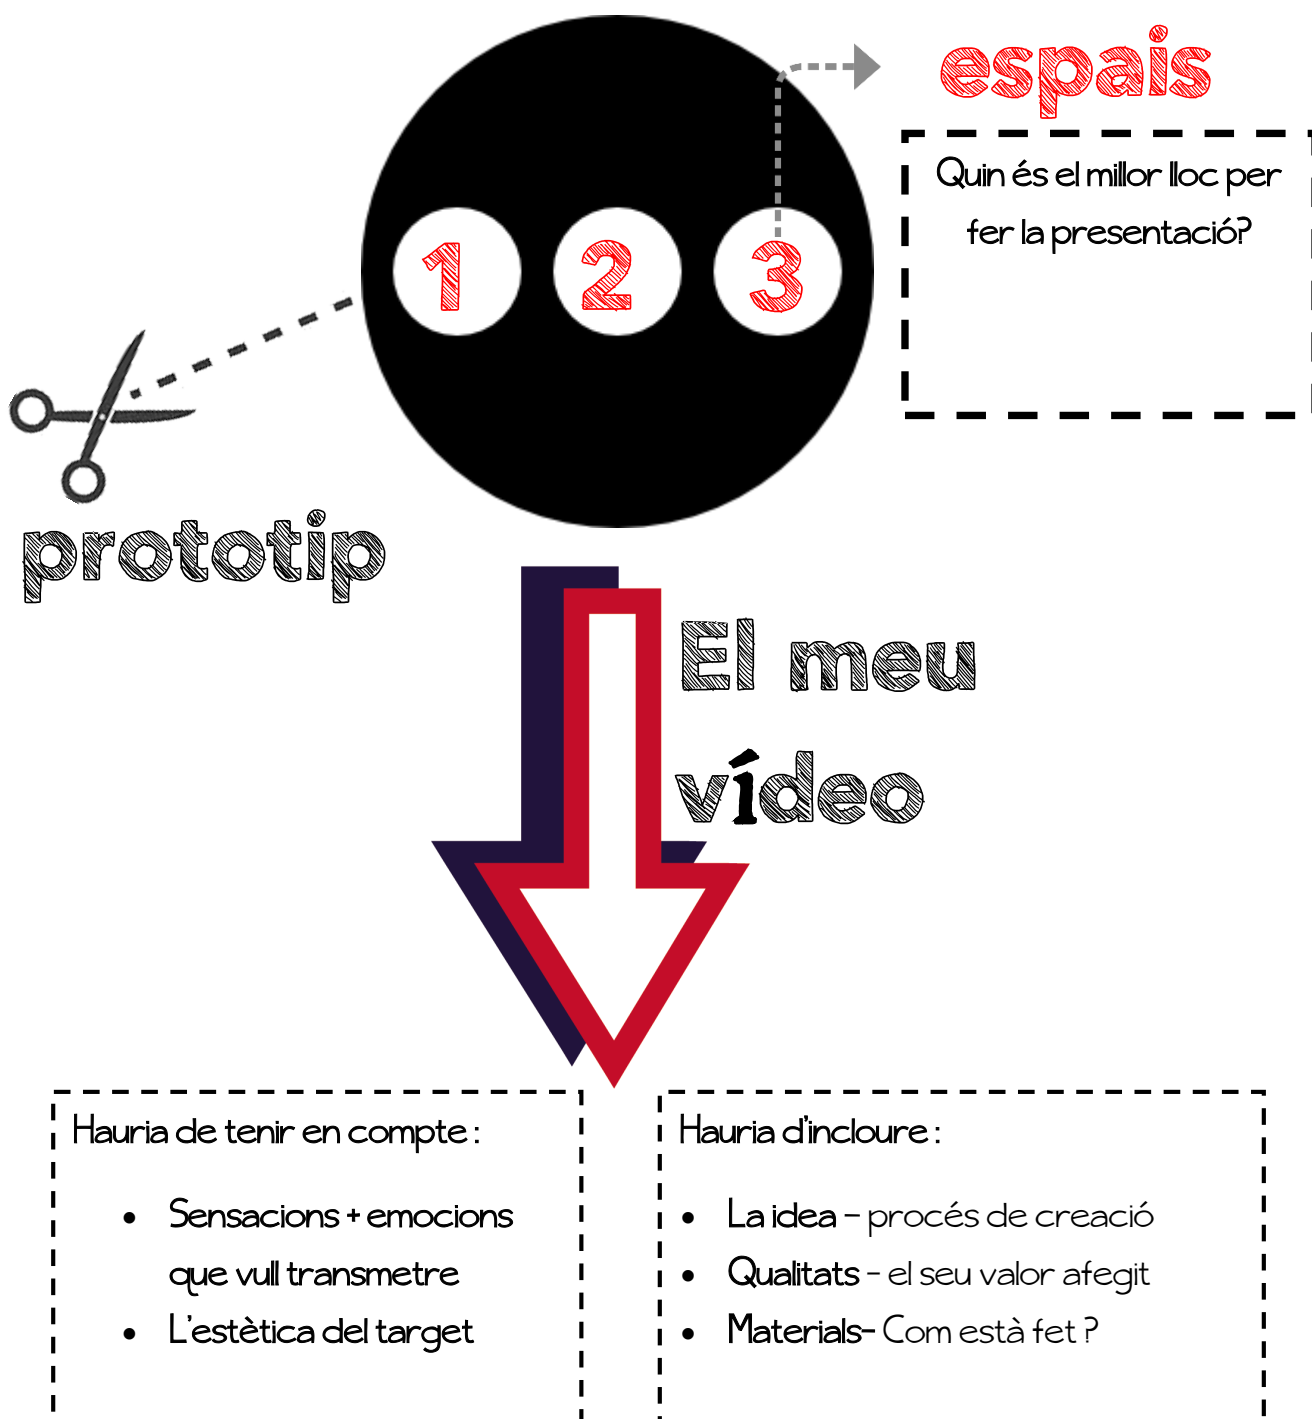 espais
Quin és el millor lloc per
fer la presentació?
1 2 3
prototip
El meu
vídeo
Hauria de tenir en compte :
• Sensacions + emocions
que vull transmetre
• L'estètica del target
Hauria d'incloure :
• La idea – procés de creació
• Qualitats - el seu valor afegit
• Materials- Com està fet ?